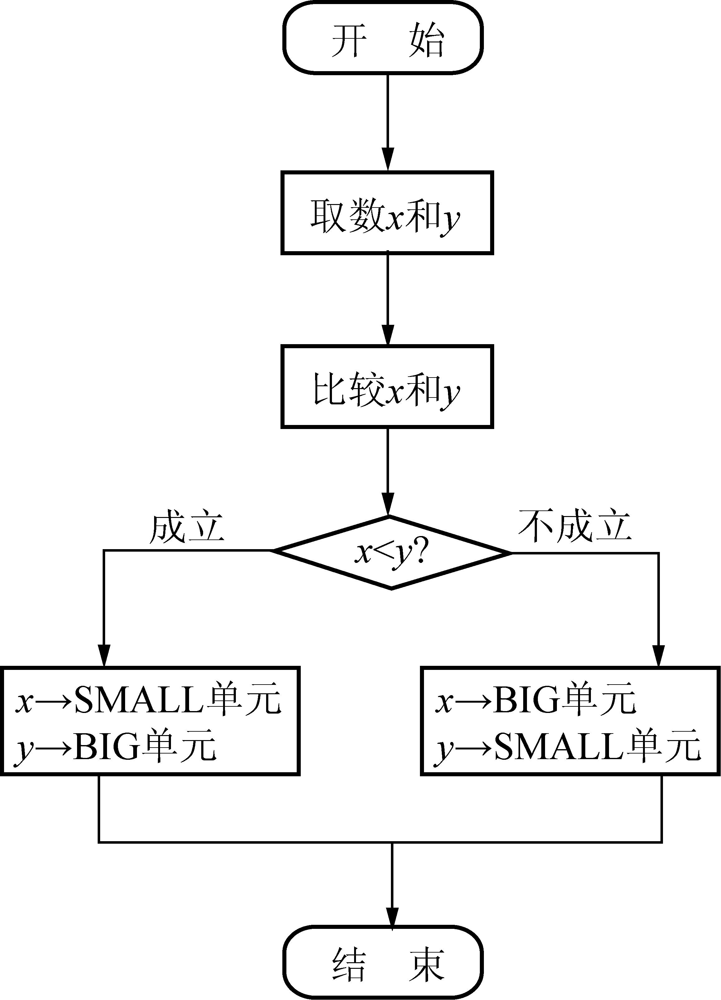 开 始
取数x和y
比较x和y
成立
不成立
x<y?
x→SMALL单元
y→BIG单元
x→BIG单元
y→SMALL单元
结 束